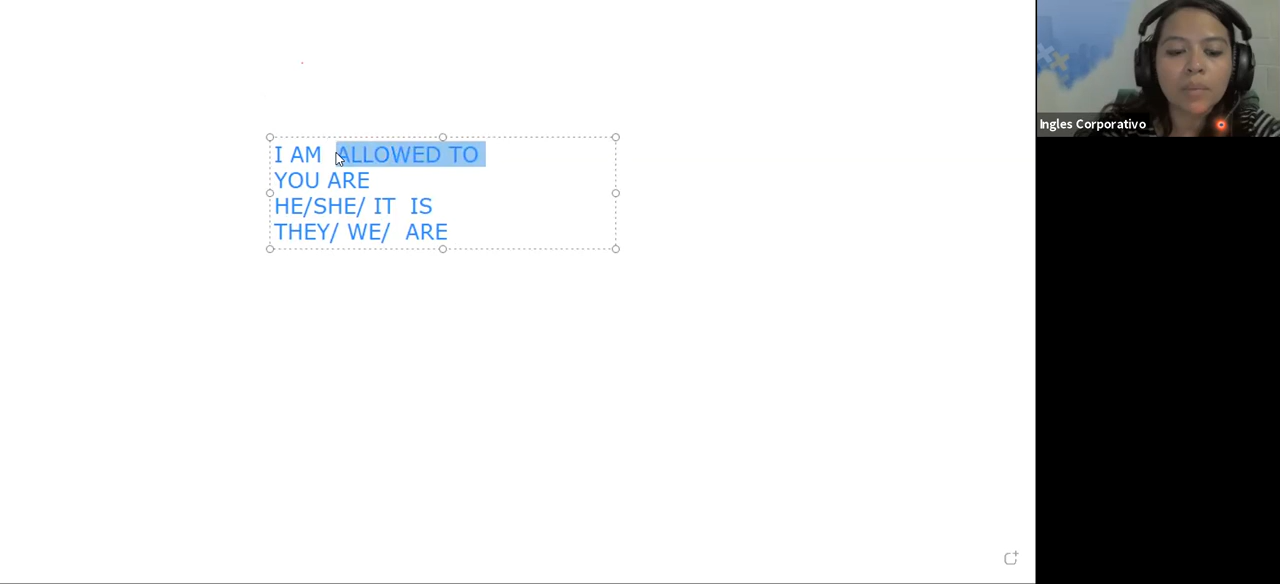 I AM ALLOWED TO
YOU ARE
HE/SHE/ IT IS
THEY/ WE/ ARE
Ingles Corporativo